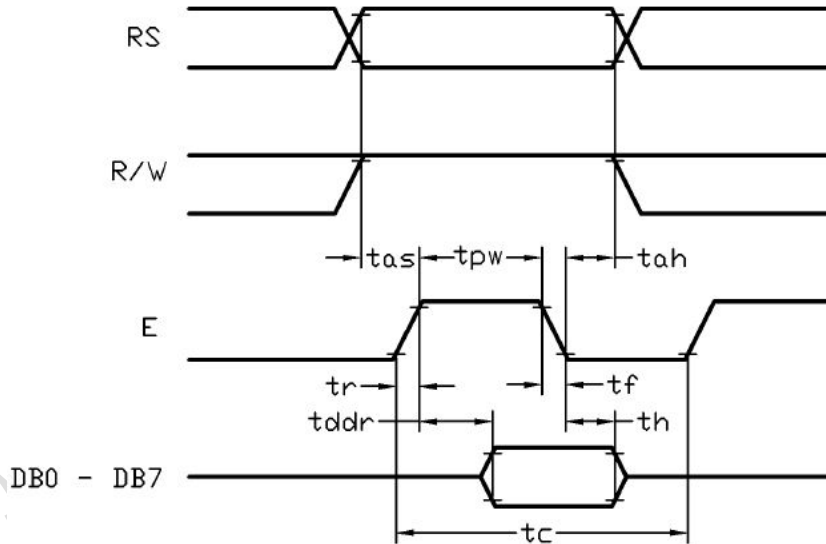 RS
R/W
tas tpw tah
E
tr tf
tddr th
DB0 - DB7
tc